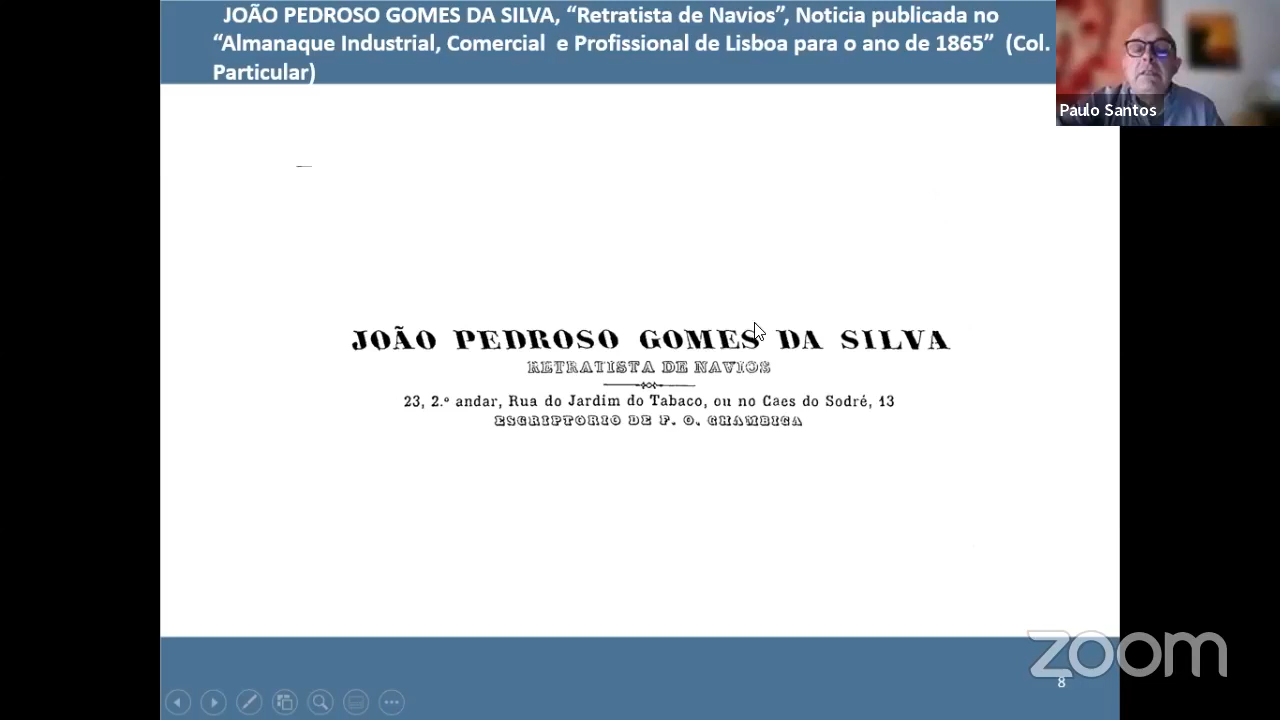 JOÃO PEDROSO GOMES DA SILVA, “Retratista de Navios”, Noticia publicada no
“Almanaque Industrial, Comercial e Profissional de Lisboa para o ano de 1865” (Col.
Particular)
Paulo Santos
JOÃO PEDROSO GOMES DA SILVA
RETRATISTA DE NAVIOS
23, 2.º andar, Rua do Jardim do Tabaco, ou no Caes do Sodré, 13
ESCRIPTORIO DE F. O. GHAMBIGA
zoom
8